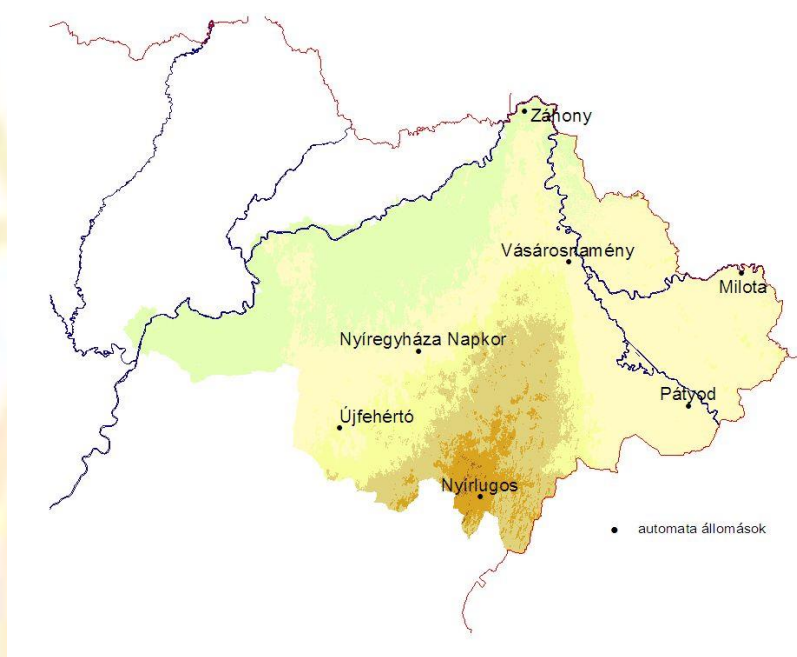 Záhony
Vásárosnamény
Milota
Nyíregyháza Napkor
Pátyod
Újfehértó
Nyírlugos
automata állomások